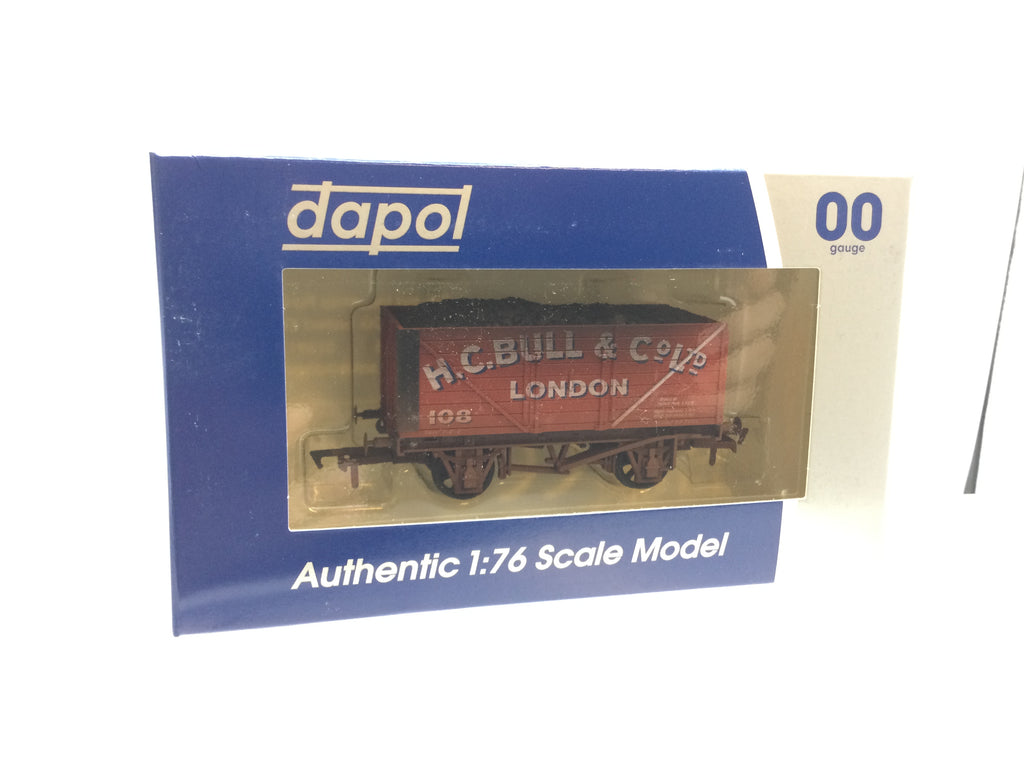 dapol
00
gauge
H.C.BULL & Co LTD
LONDON
108
Authentic 1:76 Scale Model